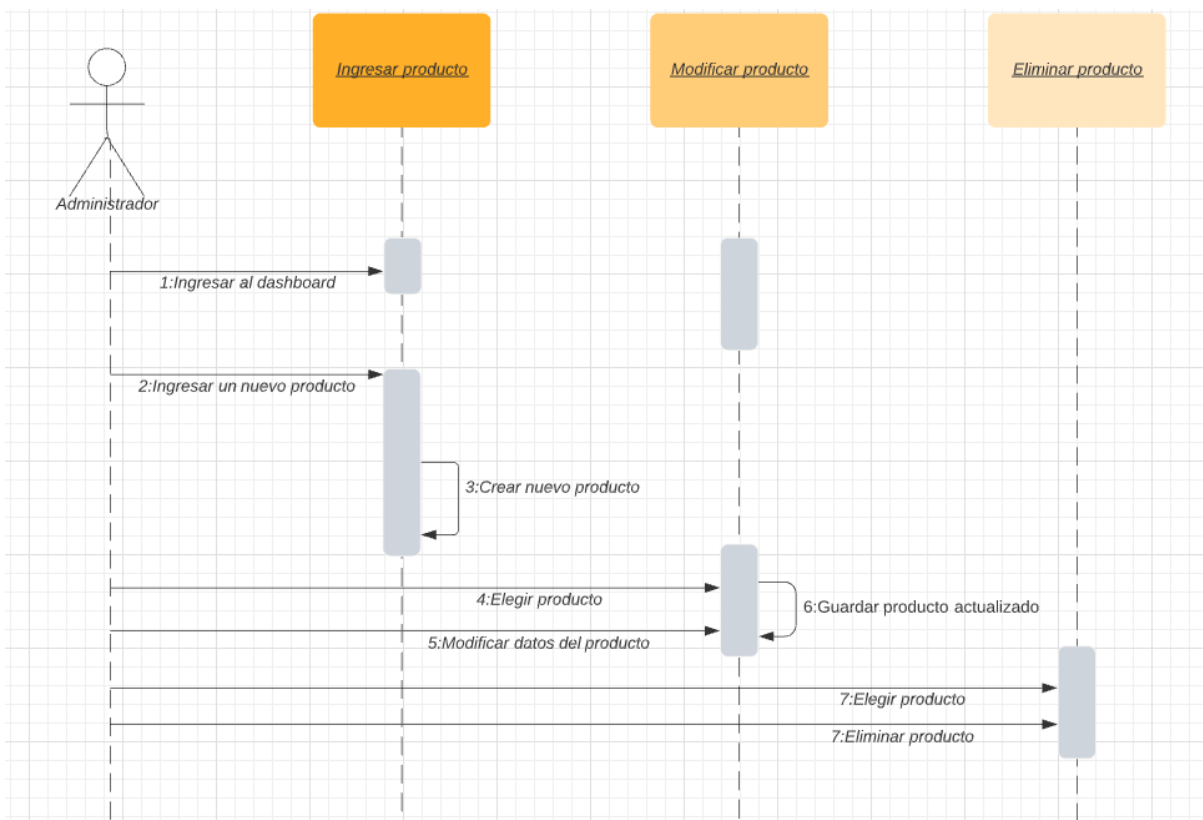 Ingresar producto
Modificar producto
Eliminar producto
Administrador
1:Ingresar al dashboard
2:Ingresar un nuevo producto
3:Crear nuevo producto
4:Elegir producto
6:Guardar producto actualizado
5:Modificar datos del producto
7:Elegir producto
7:Eliminar producto